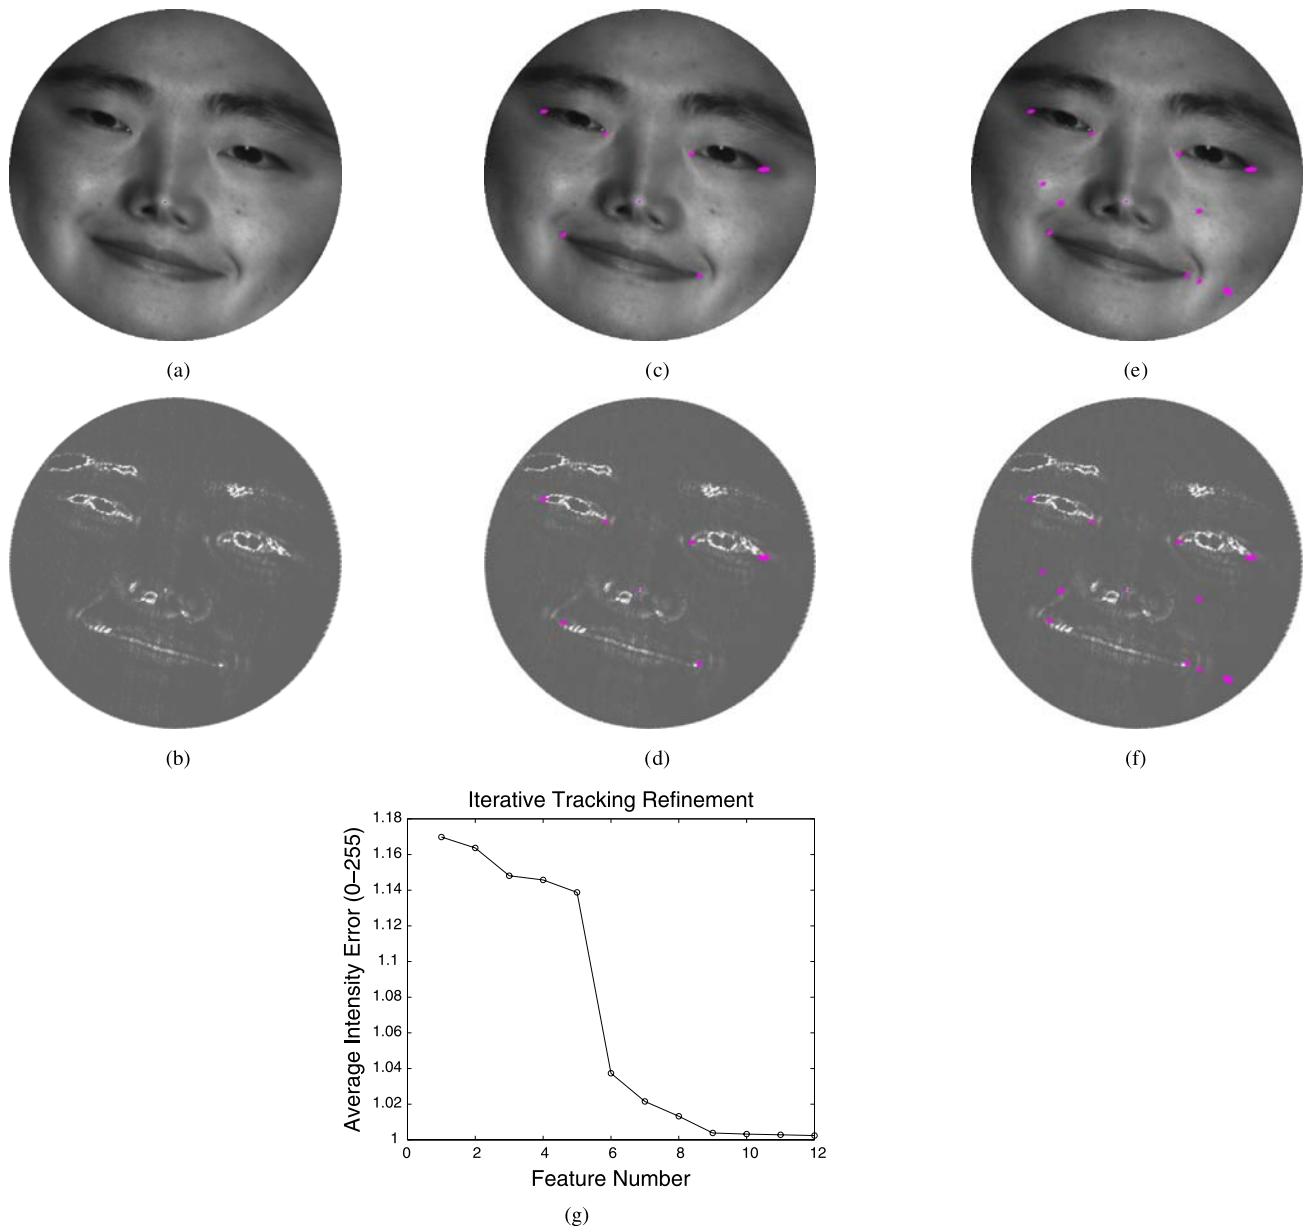 (a)
(c)
(e)
(b)
(d)
(f)
Iterative Tracking Refinement
Average Intensity Error (0–255)
1.18
1.16
1.14
1.12
1.1
1.08
1.06
1.04
1.02
1
0 2 4 6 8 10 12
Feature Number
(g)